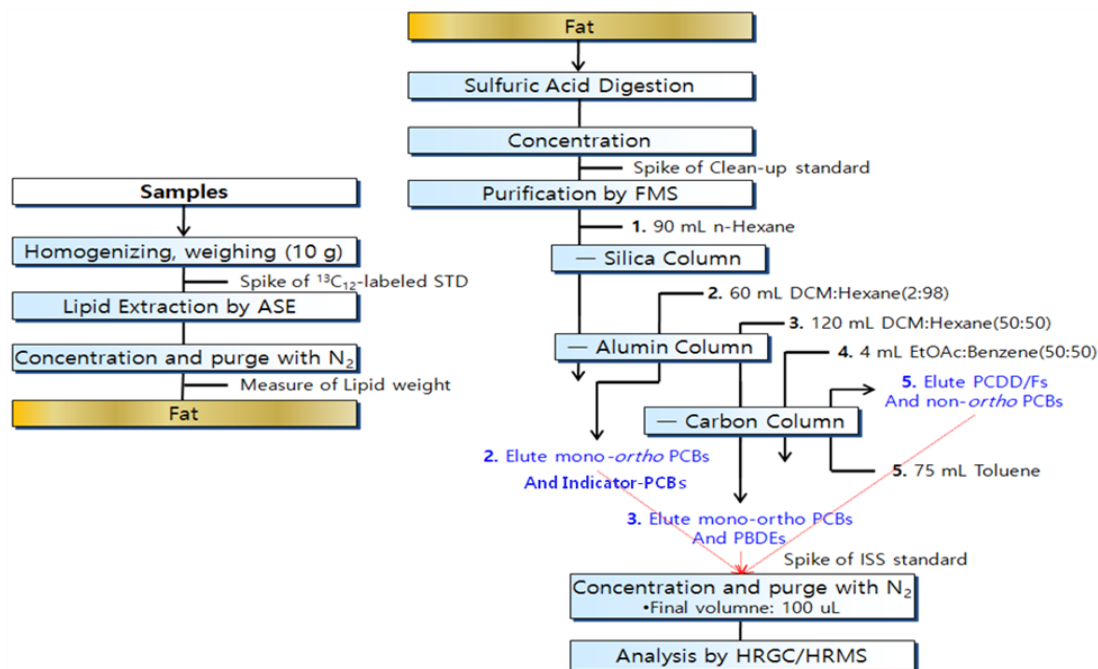 Samples
Homogenizing, weighing (10 g)
Spike of ¹³C₁₂-labeled STD
Lipid Extraction by ASE
Concentration and purge with N₂
Measure of Lipid weight
Fat
Fat
Sulfuric Acid Digestion
Concentration
Spike of Clean-up standard
Purification by FMS
1. 90 mL n-Hexane
— Silica Column
2. 60 mL DCM:Hexane(2:98)
3. 120 mL DCM:Hexane(50:50)
— Alumin Column
4. 4 mL EtOAc:Benzene(50:50)
5. Elute PCDD/Fs
And non-ortho PCBs
— Carbon Column
2. Elute mono-ortho PCBs
And Indicator-PCBs
5. 75 mL Toluene
3. Elute mono-ortho PCBs
And PBDEs
Spike of ISS standard
Concentration and purge with N₂
•Final volumne: 100 uL
Analysis by HRGC/HRMS